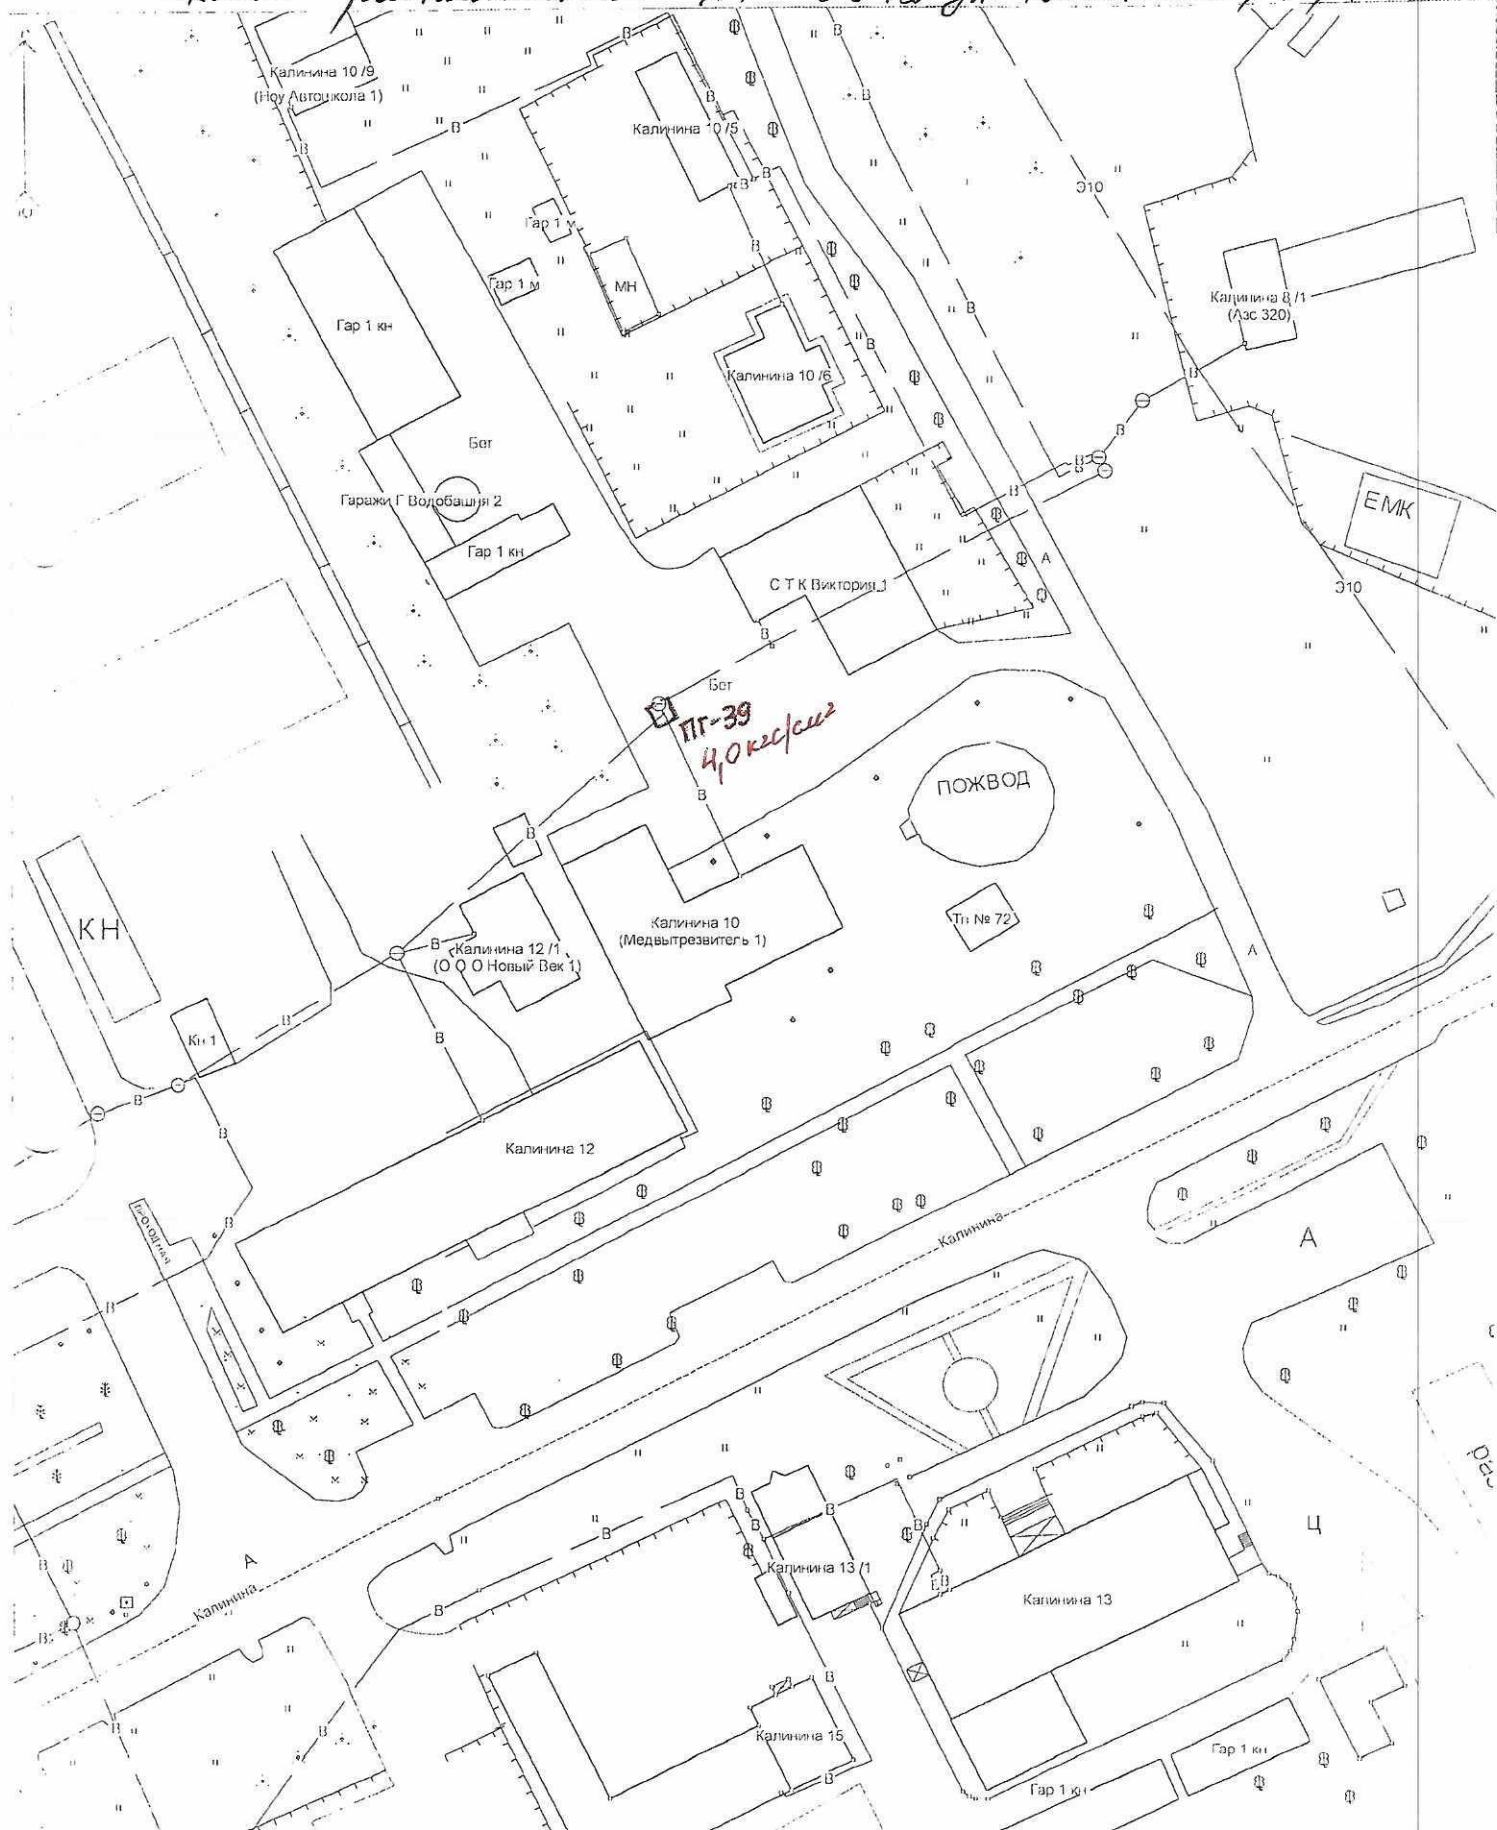 Калинина 10 /9
(Ноу Автошкола 1)
В
В
В
В
Калинина 10 /5
В
В
В
Э10
Гар 1 м
Гар 1 м
МН
В
Гар 1 кн
Калинина 8 /1
(Азс 320)
В
В
Калинина 10 /6
В
В
Бет
В
В
ЕМК
Гаражи Г Водобашня 2
Гар 1 кн
С Т К Виктория 1
А
Э10
В
Бет
ПГ-39
4,0 кгс/см²
ПОЖВОД
В
В
КН
Калинина 10
(Медвытрезвитель 1)
Тп № 72
В
Калинина 12 /1
(О О О Новый Век 1)
А
Кн 1
В
В
В
В
Калинина 12
ПРОХОДНАЯ
В
Калинина
А
В
Ц
В
В
В
В
В
А
Калинина 13 /1
В
Калинина 13
Калинина
В
В
В
В
В
В
Калинина 15
Гар 1 кн
В
Гар 1 кн